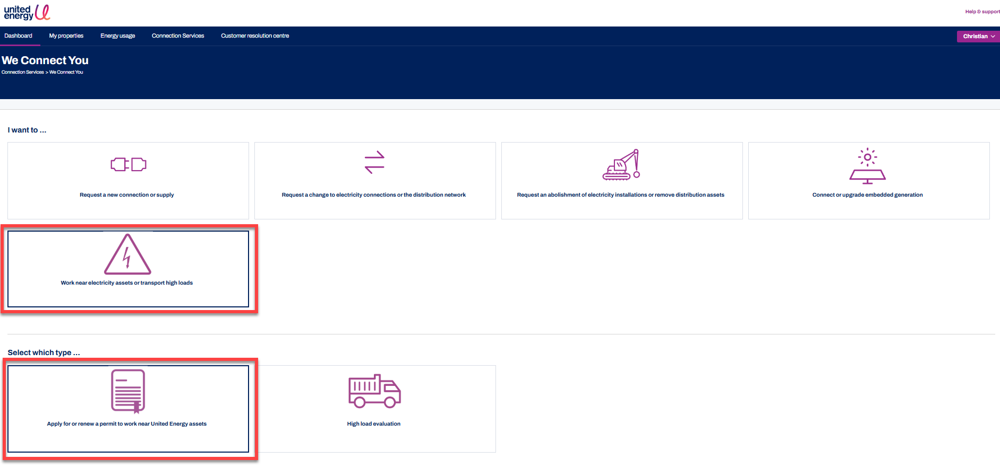 united
energy
Help & support
Dashboard My properties Energy usage Connection Services Customer resolution centre Christian
We Connect You
Connection Services > We Connect You
I want to ...
Request a new connection or supply
Request a change to electricity connections or the distribution network
Request an abolishment of electricity installations or remove distribution assets
Connect or upgrade embedded generation
Work near electricity assets or transport high loads
Select which type ...
Apply for or renew a permit to work near United Energy assets
High load evaluation